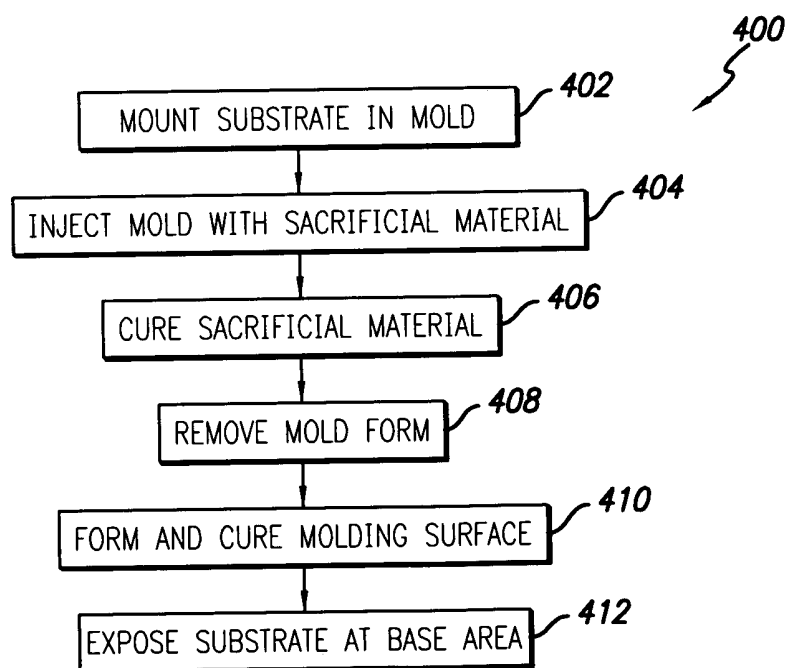 400
MOUNT SUBSTRATE IN MOLD
402
INJECT MOLD WITH SACRIFICIAL MATERIAL
404
CURE SACRIFICIAL MATERIAL
406
REMOVE MOLD FORM
408
FORM AND CURE MOLDING SURFACE
410
EXPOSE SUBSTRATE AT BASE AREA
412